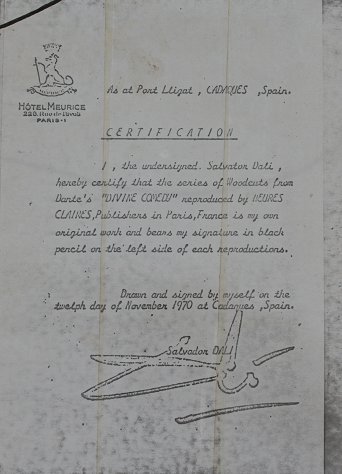 HÔTEL MEURICE
228, Rue de Rivoli
PARIS-1
As at Port Lligat, CADAQUES, Spain.
CERTIFICATION
I, the undersigned. Salvator Dali,
hereby certify that the series of Woodcuts from
Dante's "DIVINE COMEDY" reproduced by HEURES
CLAIRES, Publishers in Paris, France is my own
original work and bears my signature in black
pencil on the left side of each reproductions.
Drawn and signed by myself on the
twelph day of November 1970 at Cadaques, Spain.
Salvador DALI